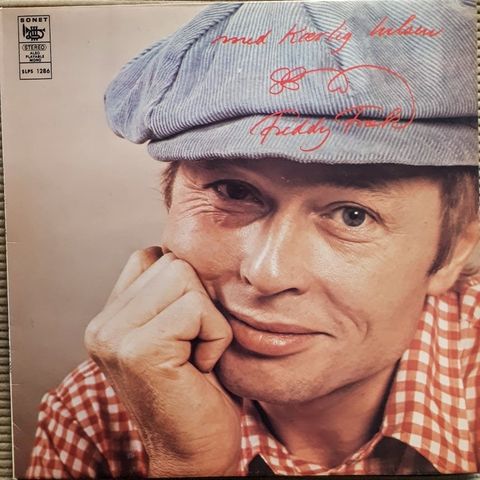 SONET
STEREO
ALSO
PLAYABLE
MONO
SLPS 1286
med Kærlig hilsen
Freddy Fræk